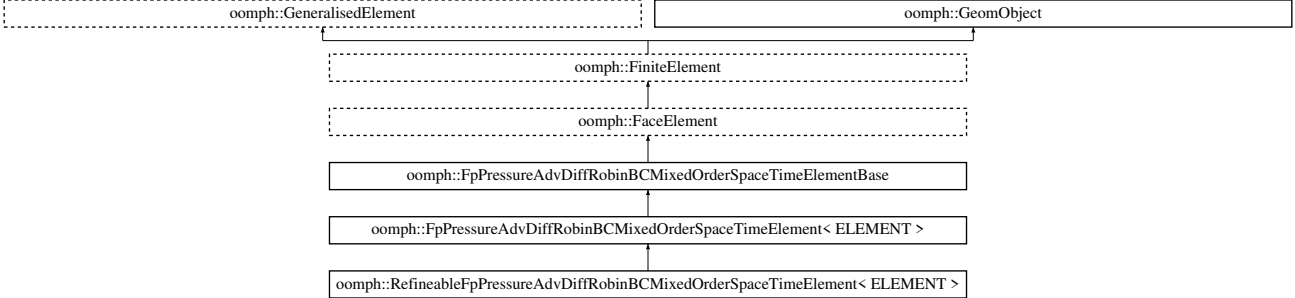 oomph::GeneralisedElement
oomph::GeomObject
oomph::FiniteElement
oomph::FaceElement
oomph::FpPressureAdvDiffRobinBCMixedOrderSpaceTimeElementBase
oomph::FpPressureAdvDiffRobinBCMixedOrderSpaceTimeElement< ELEMENT >
oomph::RefineableFpPressureAdvDiffRobinBCMixedOrderSpaceTimeElement< ELEMENT >